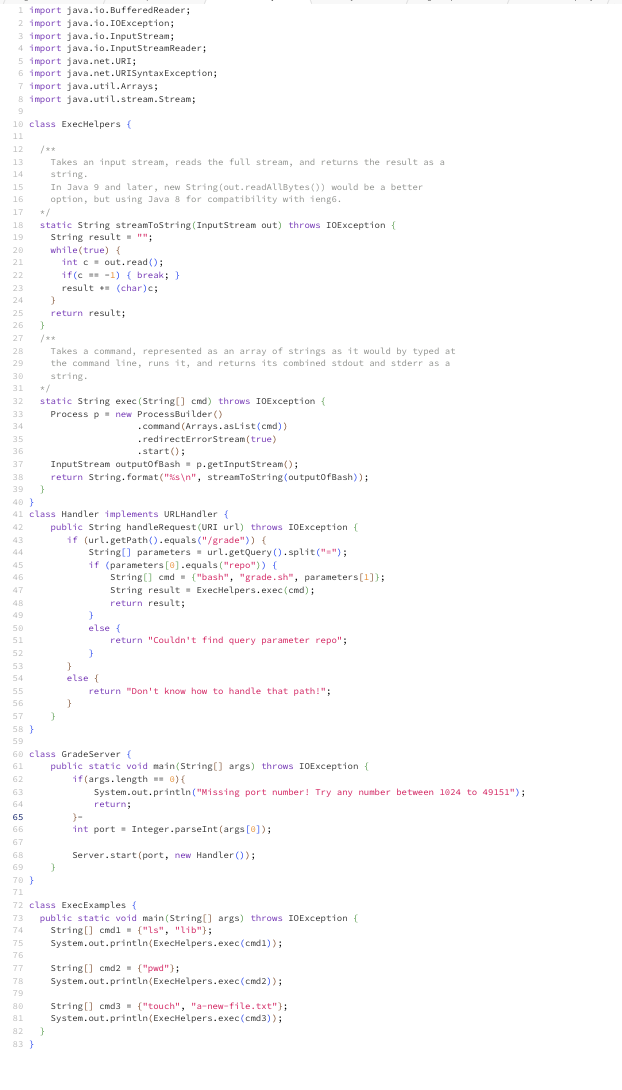 1 import java.io.BufferedReader;
2 import java.io.IOException;
3 import java.io.InputStream;
4 import java.io.InputStreamReader;
5 import java.net.URI;
6 import java.net.URISyntaxException;
7 import java.util.Arrays;
8 import java.util.stream.Stream;
9
10 class ExecHelpers {
11
12   /**
13     Takes an input stream, reads the full stream, and returns the result as a
14     string.
15     In Java 9 and later, new String(out.readAllBytes()) would be a better
16     option, but using Java 8 for compatibility with ieng6.
17   */
18   static String streamToString(InputStream out) throws IOException {
19     String result = "";
20     while(true) {
21       int c = out.read();
22       if(c == -1) { break; }
23       result += (char)c;
24     }
25     return result;
26   }
27   /**
28     Takes a command, represented as an array of strings as it would by typed at
29     the command line, runs it, and returns its combined stdout and stderr as a
30     string.
31   */
32   static String exec(String[] cmd) throws IOException {
33     Process p = new ProcessBuilder()
34                     .command(Arrays.asList(cmd))
35                     .redirectErrorStream(true)
36                     .start();
37     InputStream outputOfBash = p.getInputStream();
38     return String.format("%s\n", streamToString(outputOfBash));
39   }
40 }
41 class Handler implements URLHandler {
42     public String handleRequest(URI url) throws IOException {
43        if (url.getPath().equals("/grade")) {
44            String[] parameters = url.getQuery().split("=");
45            if (parameters[0].equals("repo")) {
46                String[] cmd = {"bash", "grade.sh", parameters[1]};
47                String result = ExecHelpers.exec(cmd);
48                return result;
49            }
50            else {
51                return "Couldn't find query parameter repo";
52            }
53        }
54        else {
55            return "Don't know how to handle that path!";
56        }
57     }
58 }
59
60 class GradeServer {
61     public static void main(String[] args) throws IOException {
62         if(args.length == 0){
63             System.out.println("Missing port number! Try any number between 1024 to 49151");
64             return;
65         }-
66         int port = Integer.parseInt(args[0]);
67
68         Server.start(port, new Handler());
69     }
70 }
71
72 class ExecExamples {
73   public static void main(String[] args) throws IOException {
74     String[] cmd1 = {"ls", "lib"};
75     System.out.println(ExecHelpers.exec(cmd1));
76
77     String[] cmd2 = {"pwd"};
78     System.out.println(ExecHelpers.exec(cmd2));
79
80     String[] cmd3 = {"touch", "a-new-file.txt"};
81     System.out.println(ExecHelpers.exec(cmd3));
82   }
83 }